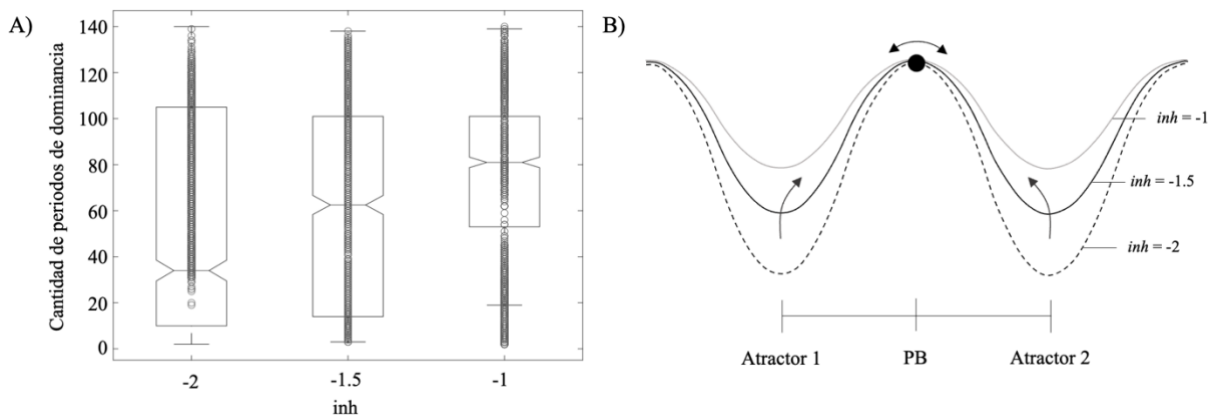 A)
Cantidad de periodos de dominancia
140
120
100
80
60
40
20
0
-2
-1.5
-1
inh
B)
inh = -1
inh = -1.5
inh = -2
Atractor 1
PB
Atractor 2